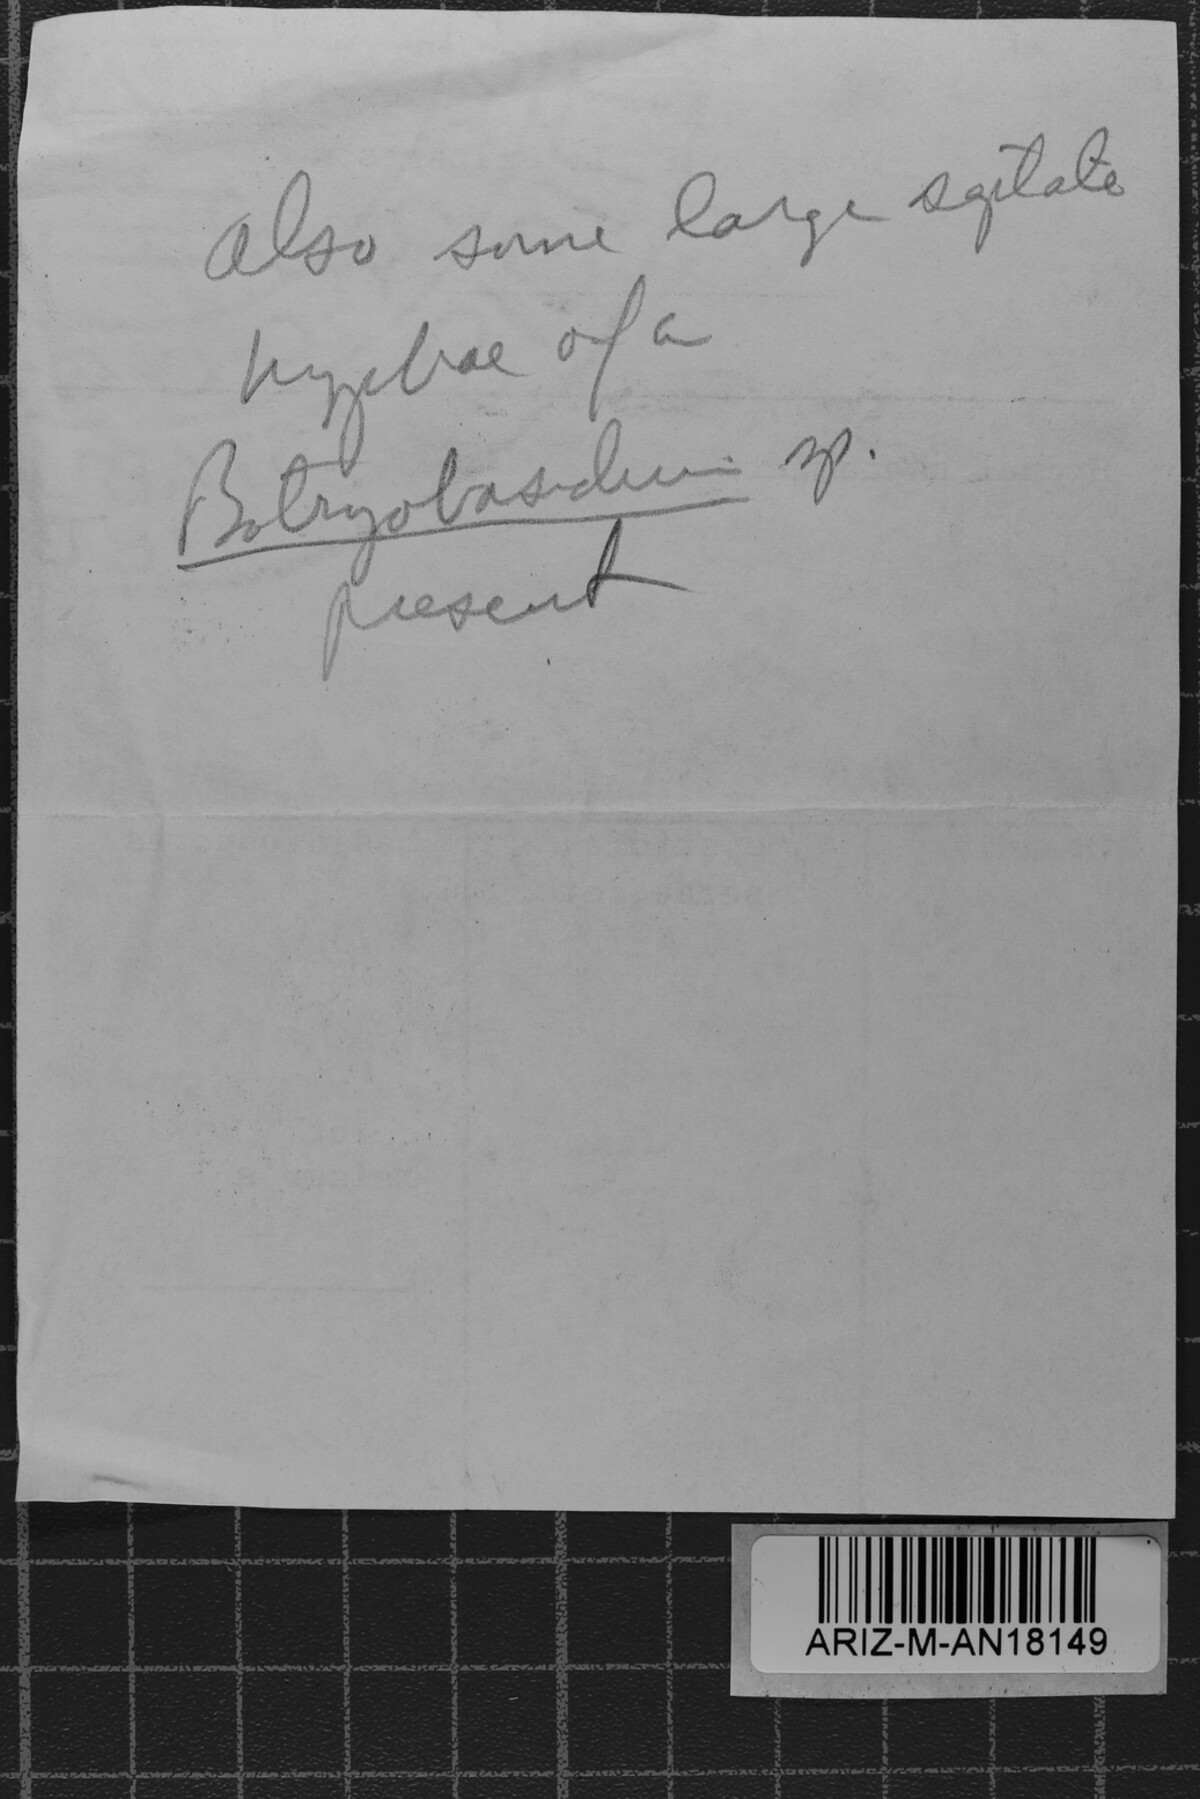 Also some large septate
hyphae of a
Botryobasidium sp.
present
ARIZ-M-AN18149